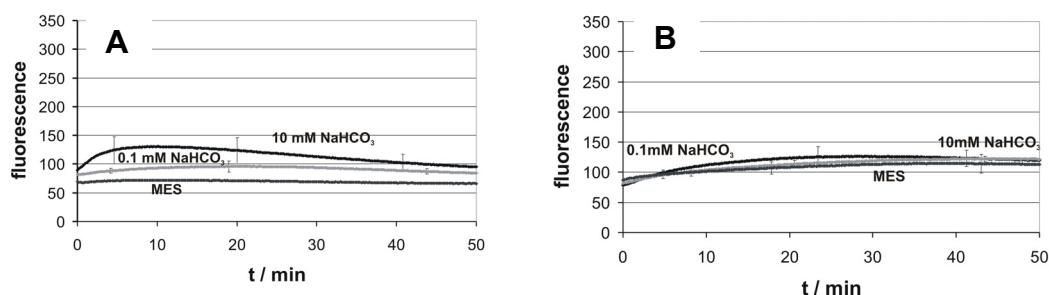 A
350
300
250
200
150
100
50
0
fluorescence
10 mM NaHCO3
0.1 mM NaHCO3
MES
0 10 20 30 40 50
t / min
B
350
300
250
200
150
100
50
0
fluorescence
0.1mM NaHCO3
10mM NaHCO3
MES
0 10 20 30 40 50
t / min